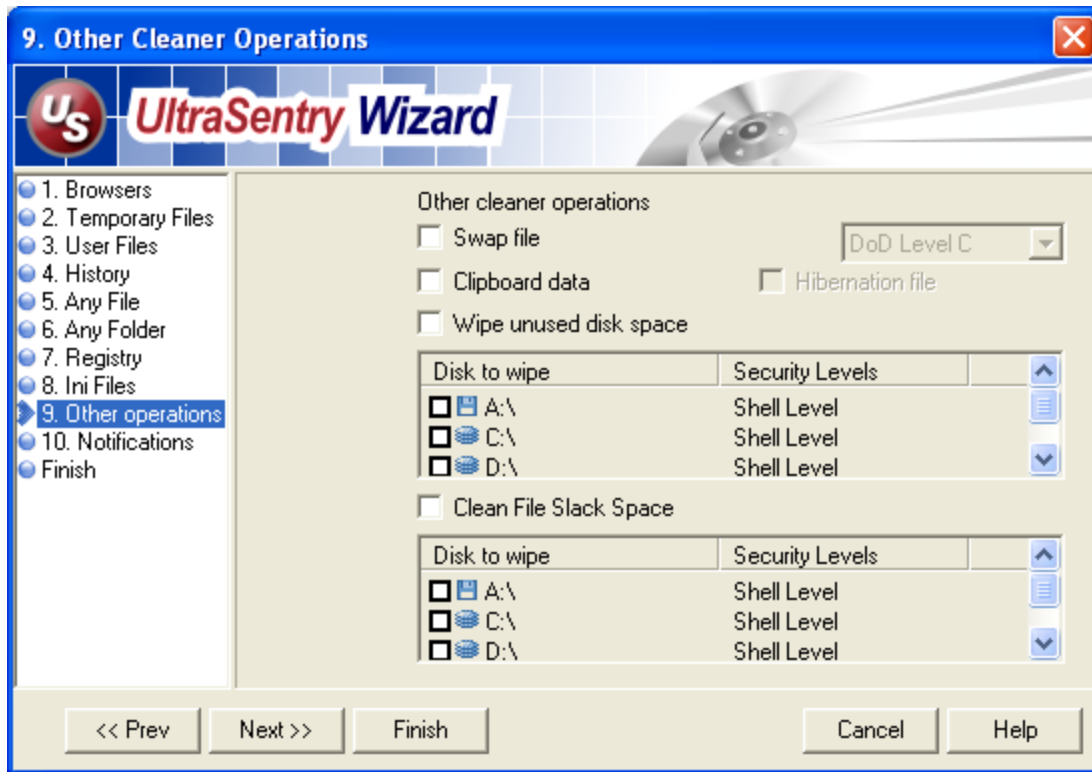 9. Other Cleaner Operations
US UltraSentry Wizard
1. Browsers
2. Temporary Files
3. User Files
4. History
5. Any File
6. Any Folder
7. Registry
8. Ini Files
9. Other operations
10. Notifications
Finish
Other cleaner operations
Swap file DoD Level C
Clipboard data Hibernation file
Wipe unused disk space
Disk to wipe Security Levels
A:\ Shell Level
C:\ Shell Level
D:\ Shell Level
Clean File Slack Space
Disk to wipe Security Levels
A:\ Shell Level
C:\ Shell Level
D:\ Shell Level
<< Prev Next >> Finish Cancel Help